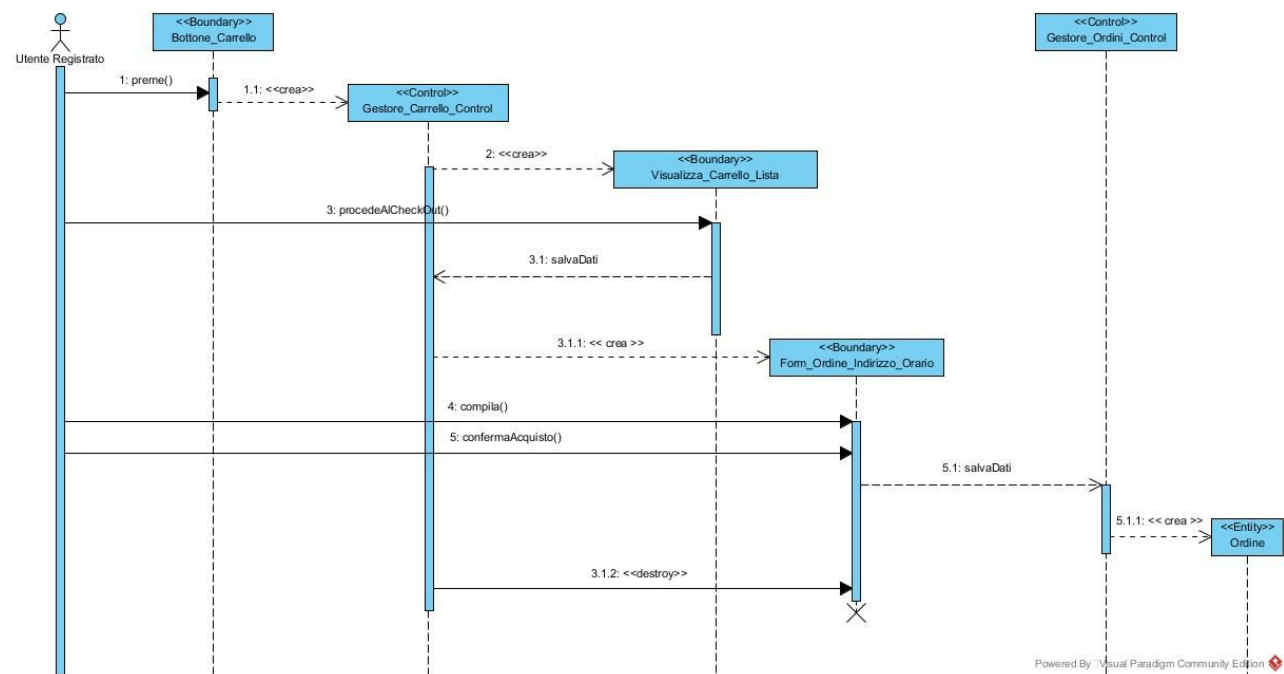 <<Boundary>>
Bottone_Carrello
<<Control>>
Gestore_Ordini_Control
Utente Registrato
1: preme()
1.1: <<crea>>
<<Control>>
Gestore_Carrello_Control
2: <<crea>>
<<Boundary>>
Visualizza_Carrello_Lista
3: procedeAlCheckOut()
3.1: salvaDati
3.1.1: << crea >>
<<Boundary>>
Form_Ordine_Indirizzo_Orario
4: compila()
5: confermaAcquisto()
5.1: salvaDati
5.1.1: << crea >>
<<Entity>>
Ordine
3.1.2: <<destroy>>
Powered By Visual Paradigm Community Edition